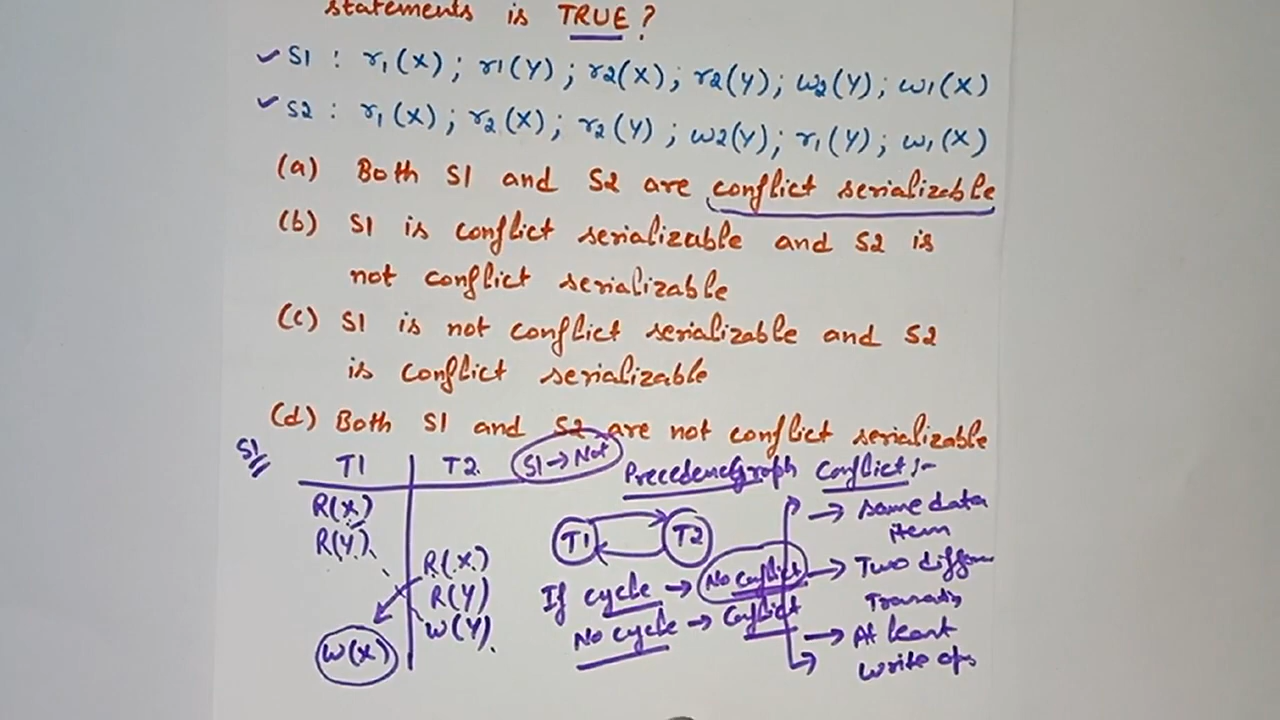 statements is TRUE?
S1 : r1(X); r1(Y); r2(X); r2(Y); w2(Y); w1(X)
S2 : r1(X); r2(X); r2(Y); w2(Y); r1(Y); w1(X)
(a) Both S1 and S2 are conflict serializable
(b) S1 is conflict serializable and S2 is
not conflict serializable
(c) S1 is not conflict serializable and S2
is conflict serializable
(d) Both S1 and S2 are not conflict serializable
S1
T1 T2
R(X)
R(Y)
R(X)
R(Y)
W(Y)
W(X)
S1→Not
Precedence Graph
T1 T2
If cycle → No conflict
No cycle → Conflict
Conflict :-
→ same data
item
→ Two
→ At least
write